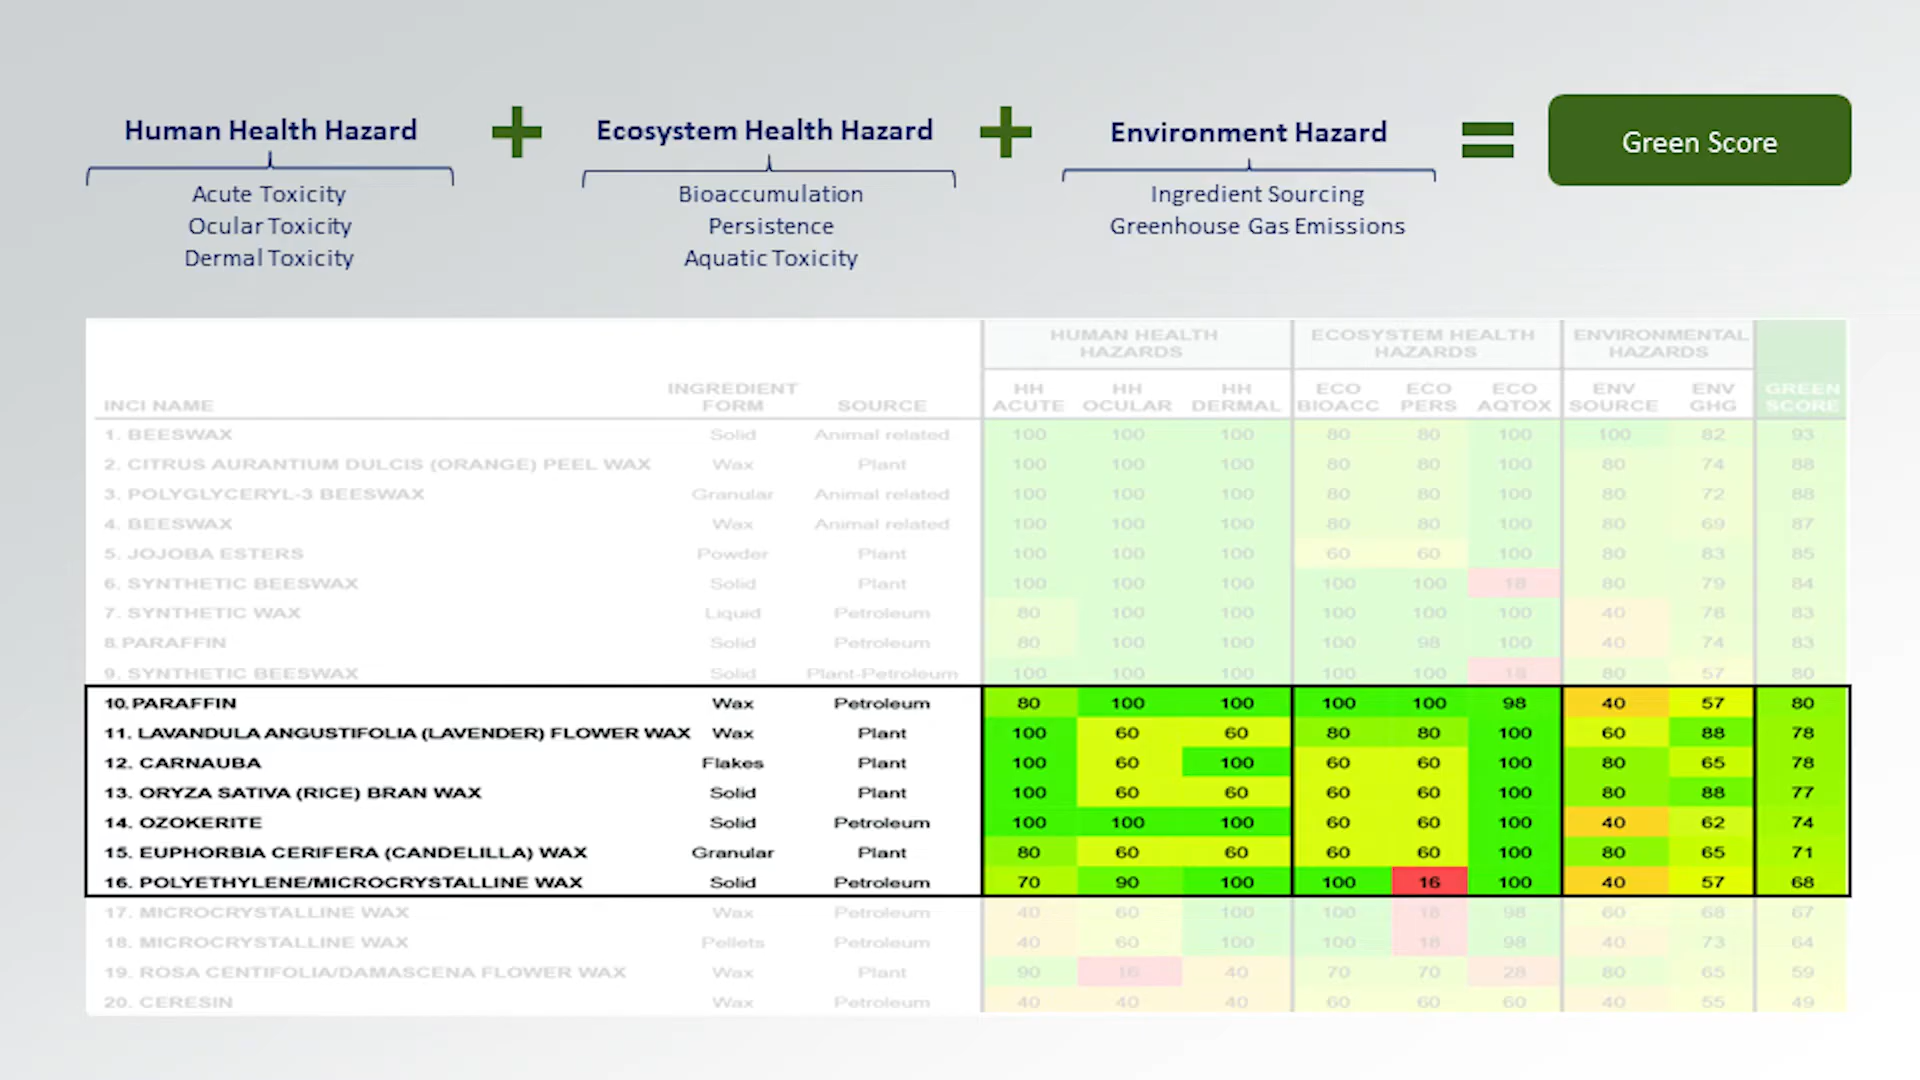 Human Health Hazard + Ecosystem Health Hazard + Environment Hazard = Green Score
Acute Toxicity Bioaccumulation Ingredient Sourcing
Ocular Toxicity Persistence Greenhouse Gas Emissions
Dermal Toxicity Aquatic Toxicity
HUMAN HEALTH ECOSYSTEM HEALTH ENVIRONMENTAL
HAZARDS HAZARDS HAZARDS
INGREDIENT HH HH HH ECO ECO ECO ENV ENV GREEN
INCI NAME FORM SOURCE ACUTE OCULAR DERMAL BIOACC PERS AQTOX SOURCE GHG SCORE
1. BEESWAX Solid Animal related 100 100 100 80 80 100 100 82 93
2. CITRUS AURANTIUM DULCIS (ORANGE) PEEL WAX Wax Plant 100 100 100 80 80 100 80 74 88
3. POLYGLYCERYL-3 BEESWAX Granular Animal related 100 100 100 80 80 100 80 72 88
4. BEESWAX Wax Animal related 100 100 100 80 80 100 80 69 87
5. JOJOBA ESTERS Powder Plant 100 100 100 60 60 100 80 83 85
6. SYNTHETIC BEESWAX Solid Plant 100 100 100 100 100 18 80 79 84
7. SYNTHETIC WAX Liquid Petroleum 80 100 100 100 100 100 40 78 83
8. PARAFFIN Solid Petroleum 80 100 100 100 98 100 40 74 83
9. SYNTHETIC BEESWAX Solid Plant-Petroleum 100 100 100 100 100 18 80 57 80
10. PARAFFIN Wax Petroleum 80 100 100 100 100 98 40 57 80
11. LAVANDULA ANGUSTIFOLIA (LAVENDER) FLOWER WAX Wax Plant 100 60 60 80 80 100 60 88 78
12. CARNAUBA Flakes Plant 100 60 100 60 60 100 80 65 78
13. ORYZA SATIVA (RICE) BRAN WAX Solid Plant 100 60 60 60 60 100 80 88 77
14. OZOKERITE Solid Petroleum 100 100 100 60 60 100 40 62 74
15. EUPHORBIA CERIFERA (CANDELILLA) WAX Granular Plant 80 60 60 60 60 100 80 65 71
16. POLYETHYLENE/MICROCRYSTALLINE WAX Solid Petroleum 70 90 100 100 16 100 40 57 68
17. MICROCRYSTALLINE WAX Wax Petroleum 40 60 100 100 18 98 60 68 67
18. MICROCRYSTALLINE WAX Pellets Petroleum 40 60 100 100 18 98 40 73 64
19. ROSA CENTIFOLIA/DAMASCENA FLOWER WAX Wax Plant 90 16 40 70 70 28 80 65 59
20. CERESIN Wax Petroleum 40 40 40 60 60 60 40 55 49